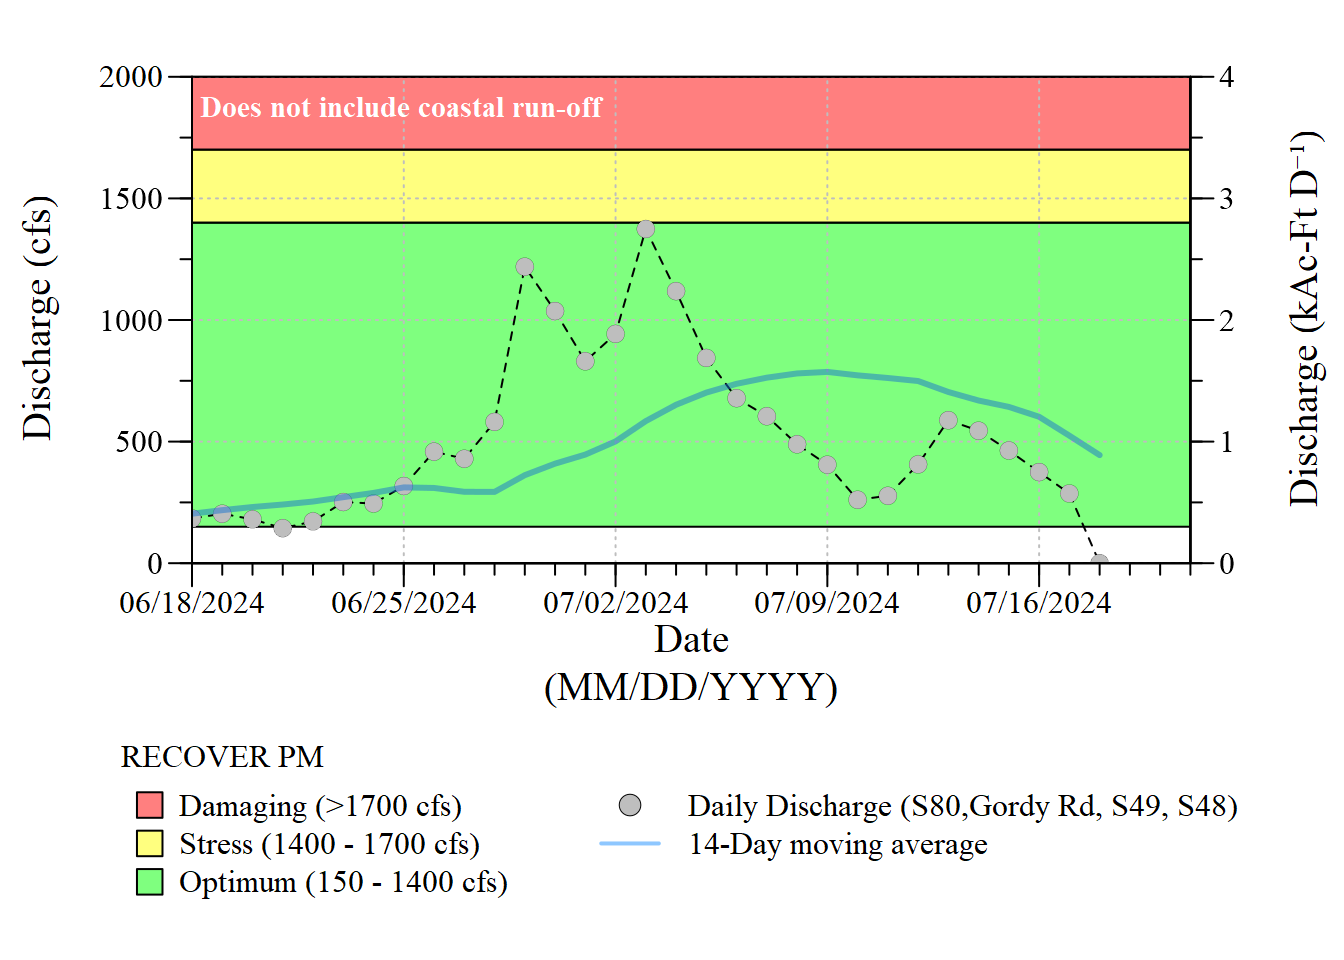 Does not include coastal run-off
2000
1500
1000
500
0
Discharge (cfs)
4
3
2
1
0
Discharge (kAc-Ft D⁻¹)
06/18/2024 06/25/2024 07/02/2024 07/09/2024 07/16/2024
Date
(MM/DD/YYYY)
RECOVER PM
Damaging (>1700 cfs)
Stress (1400 - 1700 cfs)
Optimum (150 - 1400 cfs)
Daily Discharge (S80,Gordy Rd, S49, S48)
14-Day moving average